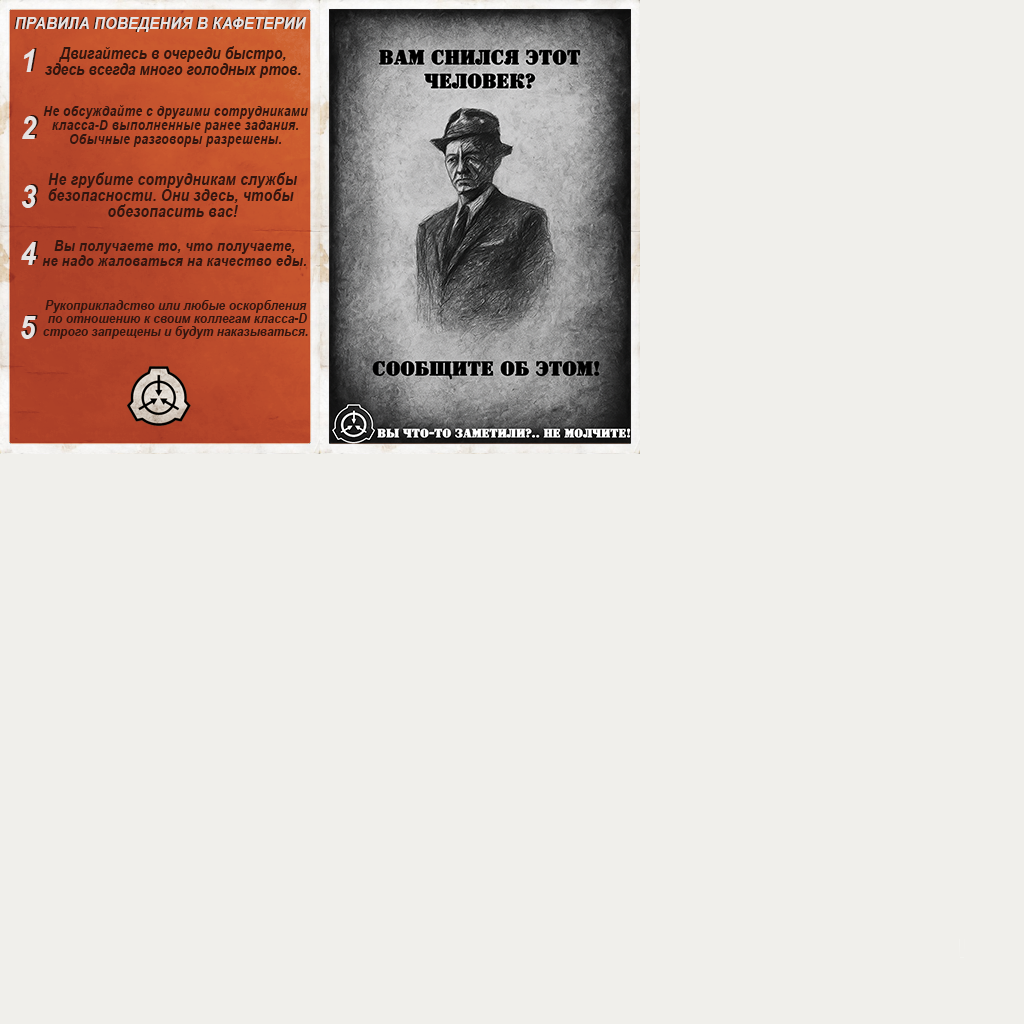 ПРАВИЛА ПОВЕДЕНИЯ В КАФЕТЕРИИ
1
Двигайтесь в очереди быстро,
здесь всегда много голодных ртов.
2
Не обсуждайте с другими сотрудниками
класса-D выполненные ранее задания.
Обычные разговоры разрешены.
3
Не грубите сотрудникам службы
безопасности. Они здесь, чтобы
обезопасить вас!
4
Вы получаете то, что получаете,
не надо жаловаться на качество еды.
5
Рукоприкладство или любые оскорбления
по отношению к своим коллегам класса-D
строго запрещены и будут наказываться.
ВАМ СНИЛСЯ ЭТОТ
ЧЕЛОВЕК?
СООБЩИТЕ ОБ ЭТОМ!
ВЫ ЧТО-ТО ЗАМЕТИЛИ?.. НЕ МОЛЧИТЕ!